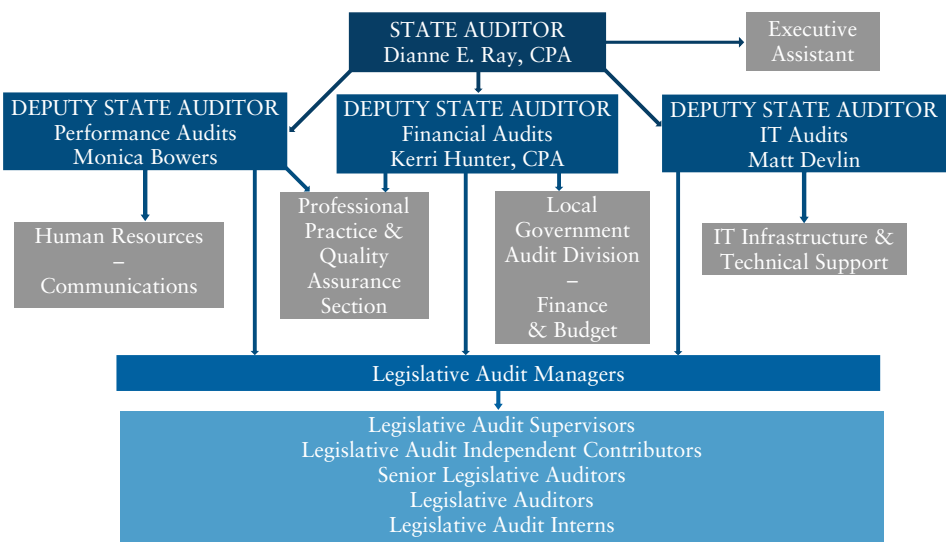 STATE AUDITOR
Dianne E. Ray, CPA
Executive
Assistant
DEPUTY STATE AUDITOR
Performance Audits
Monica Bowers
DEPUTY STATE AUDITOR
Financial Audits
Kerri Hunter, CPA
DEPUTY STATE AUDITOR
IT Audits
Matt Devlin
Human Resources
–
Communications
Professional
Practice &
Quality
Assurance
Section
Local
Government
Audit Division
–
Finance
& Budget
IT Infrastructure &
Technical Support
Legislative Audit Managers
Legislative Audit Supervisors
Legislative Audit Independent Contributors
Senior Legislative Auditors
Legislative Auditors
Legislative Audit Interns